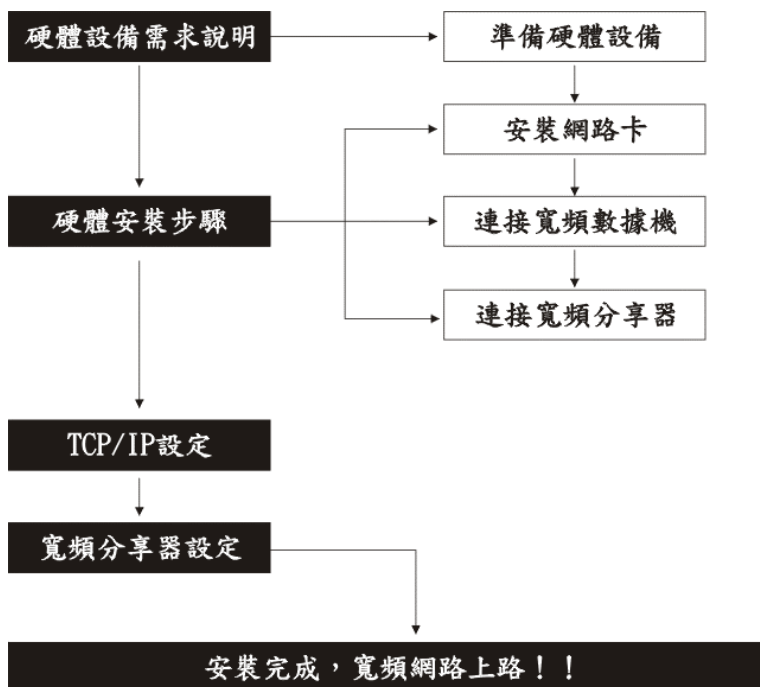 硬體設備需求說明
準備硬體設備
安裝網路卡
硬體安裝步驟
連接寬頻數據機
連接寬頻分享器
TCP/IP設定
寬頻分享器設定
安裝完成，寬頻網路上路！！